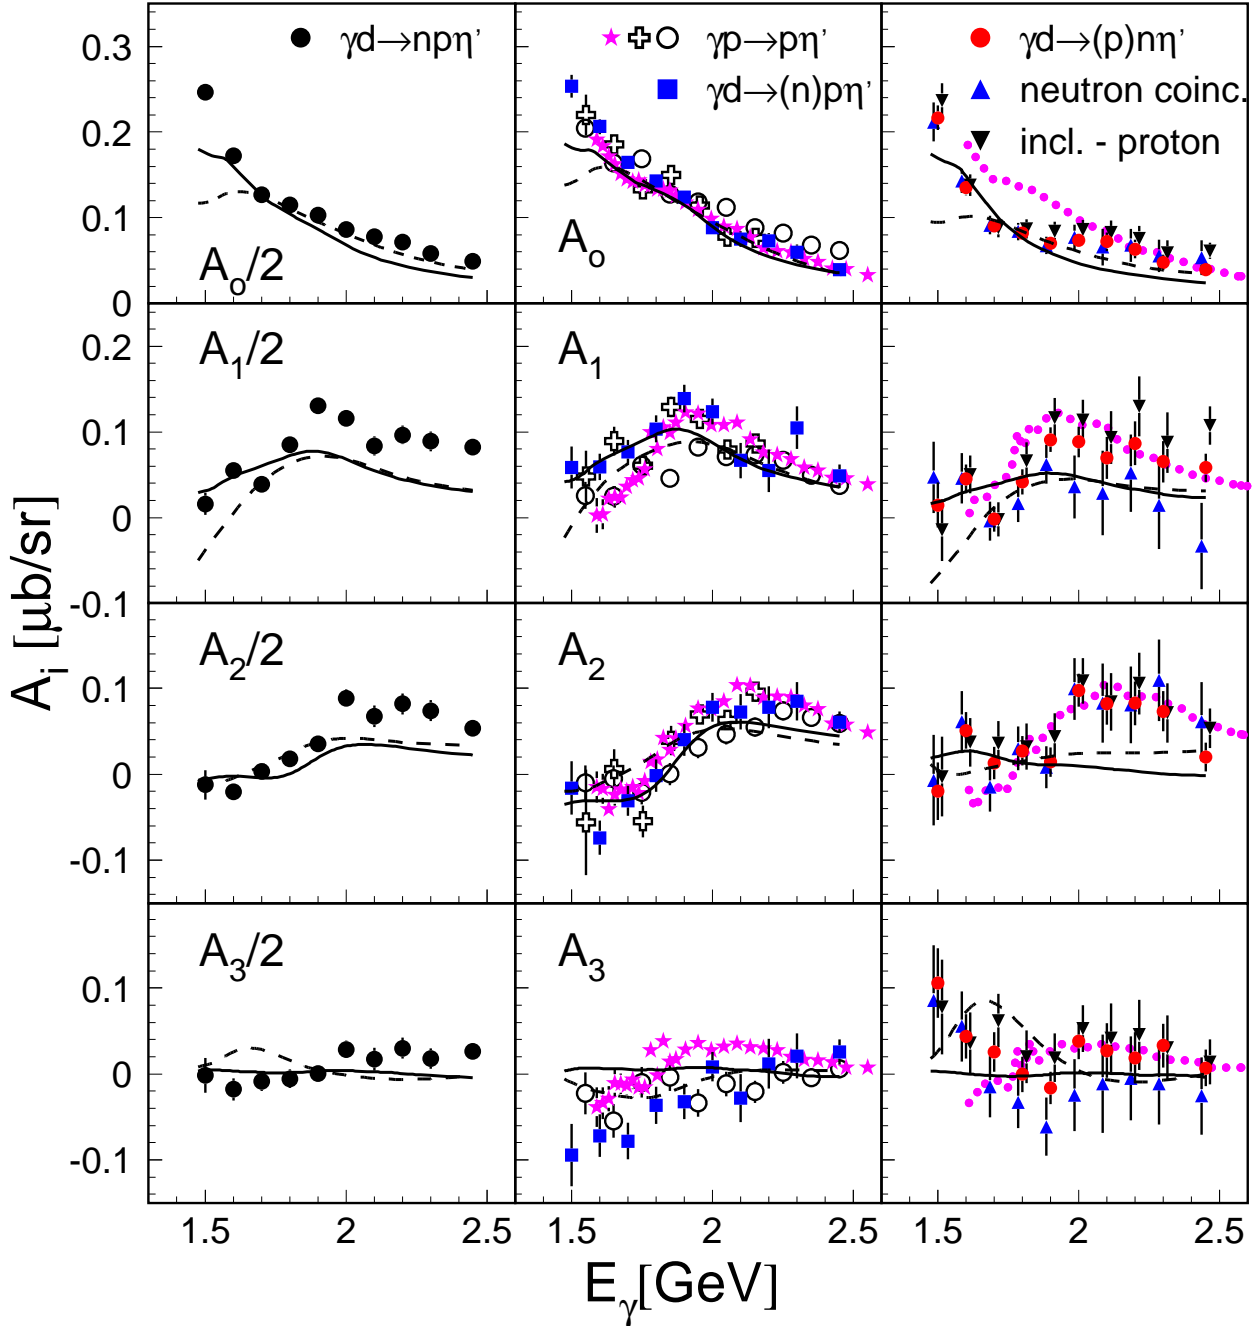 0.3
0.2
0.1
0
γd→npη’
A₀/2
γp→pη’
γd→(n)pη’
A₀
γd→(p)nη’
neutron coinc.
incl. - proton
0.2
0.1
0
-0.1
A₁/2
A₁
0.1
0
-0.1
A₂/2
A₂
0.1
0
-0.1
A₃/2
A₃
1.5 2 2.5
1.5 2 2.5
1.5 2 2.5
Aᵢ [μb/sr]
E_γ[GeV]